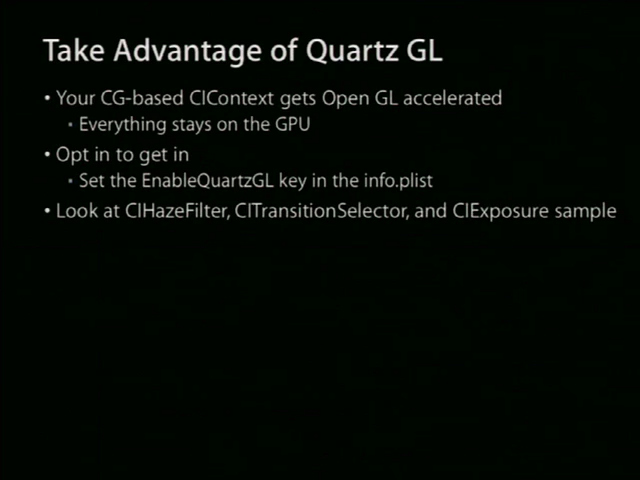 Take Advantage of Quartz GL
• Your CG-based CIContext gets Open GL accelerated
• Everything stays on the GPU
• Opt in to get in
• Set the EnableQuartzGL key in the info.plist
• Look at CIHazeFilter, CITransitionSelector, and CIExposure sample